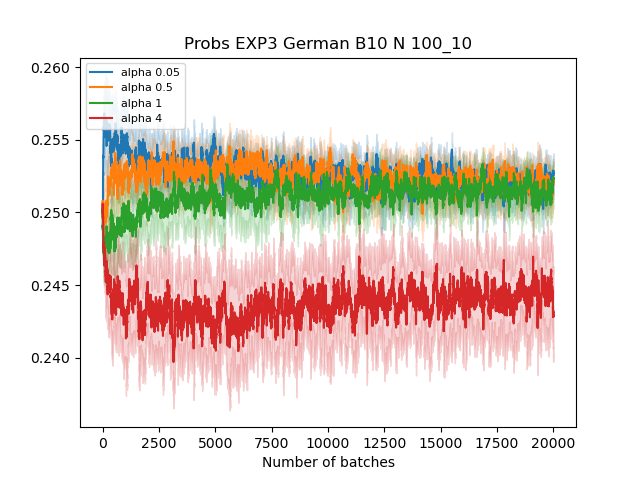 Probs EXP3 German B10 N 100_10
0.260
0.255
0.250
0.245
0.240
alpha 0.05
alpha 0.5
alpha 1
alpha 4
0 2500 5000 7500 10000 12500 15000 17500 20000
Number of batches